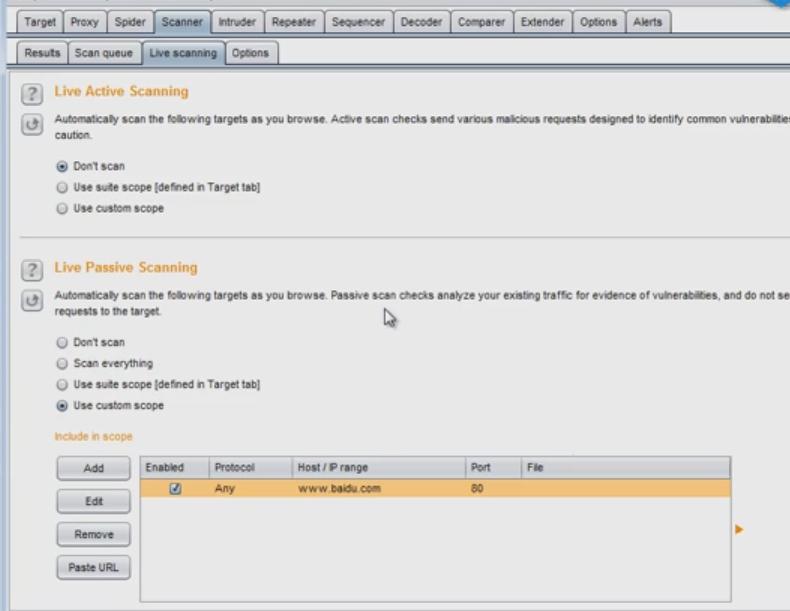 Target Proxy Spider Scanner Intruder Repeater Sequencer Decoder Comparer Extender Options Alerts
Results Scan queue Live scanning Options
? Live Active Scanning
Automatically scan the following targets as you browse. Active scan checks send various malicious requests designed to identify common vulnerabilities
caution.
Don't scan
Use suite scope [defined in Target tab]
Use custom scope
? Live Passive Scanning
Automatically scan the following targets as you browse. Passive scan checks analyze your existing traffic for evidence of vulnerabilities, and do not se
requests to the target.
Don't scan
Scan everything
Use suite scope [defined in Target tab]
Use custom scope
Include in scope
Add Enabled Protocol Host / IP range Port File
Any www.baidu.com 80
Edit
Remove
Paste URL